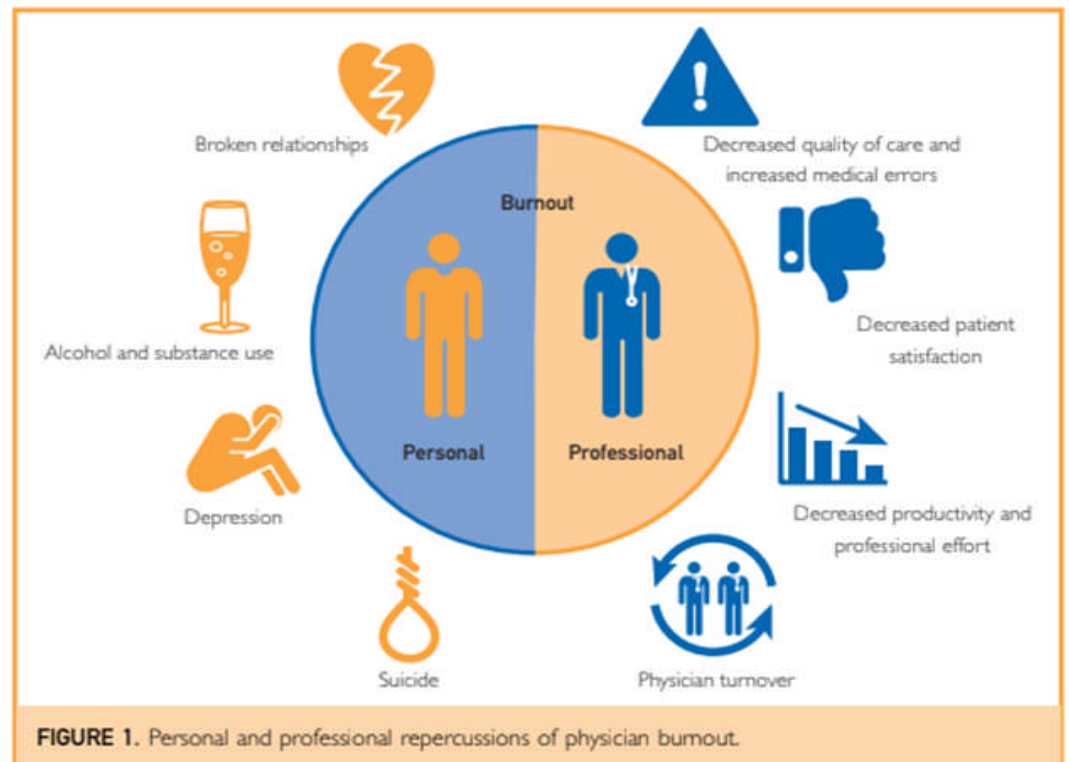 Broken relationships
Decreased quality of care and
increased medical errors
Burnout
Alcohol and substance use
Decreased patient
satisfaction
Personal
Professional
Depression
Decreased productivity and
professional effort
Suicide
Physician turnover
FIGURE 1. Personal and professional repercussions of physician burnout.